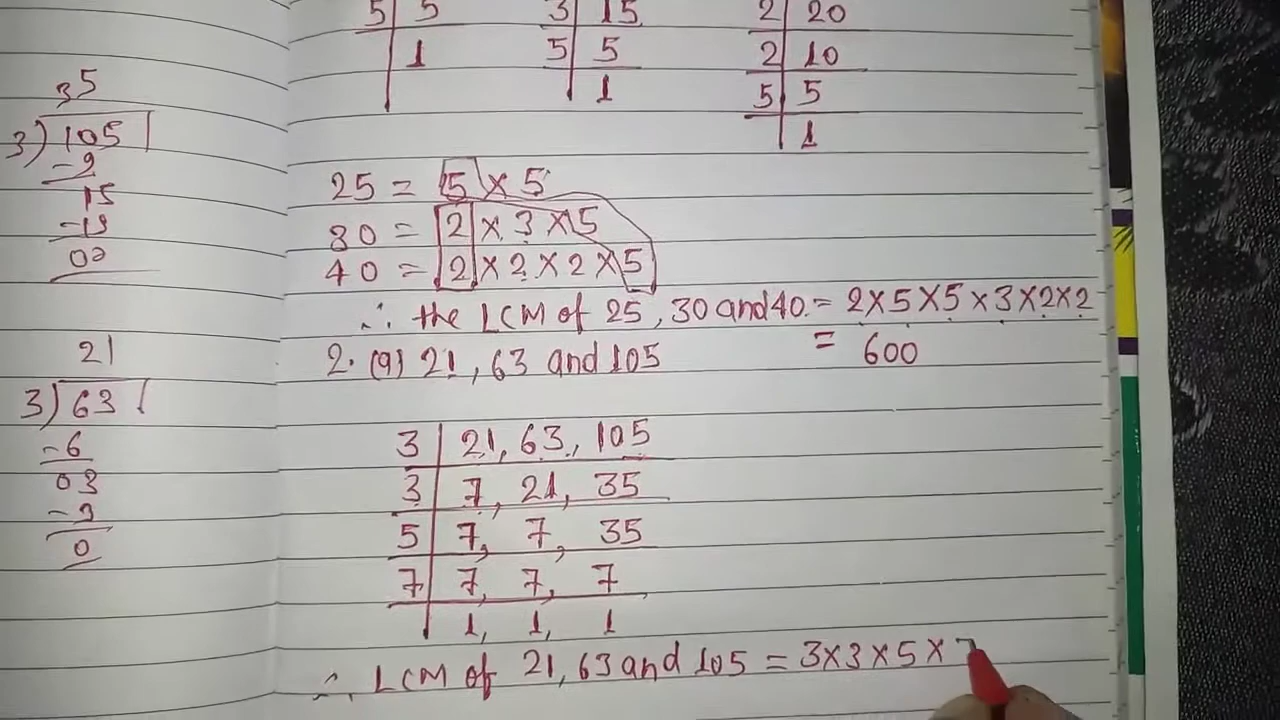 5 5 3 15 2 20
1 5 5 2 10
1 5 5
1
35
3) 105
-9
15
-15
00
25 = 5 × 5
30 = 2 × 3 × 5
40 = 2 × 2 × 2 × 5
∴ the LCM of 25, 30 and 40 = 2×5×5×3×2×2
= 600
2. (a) 21, 63 and 105
21
3) 63
-6
03
-3
0
3 21, 63, 105
3 7, 21, 35
5 7, 7, 35
7 7, 7, 7
1, 1, 1
∴ LCM of 21, 63 and 105 = 3×3×5×7